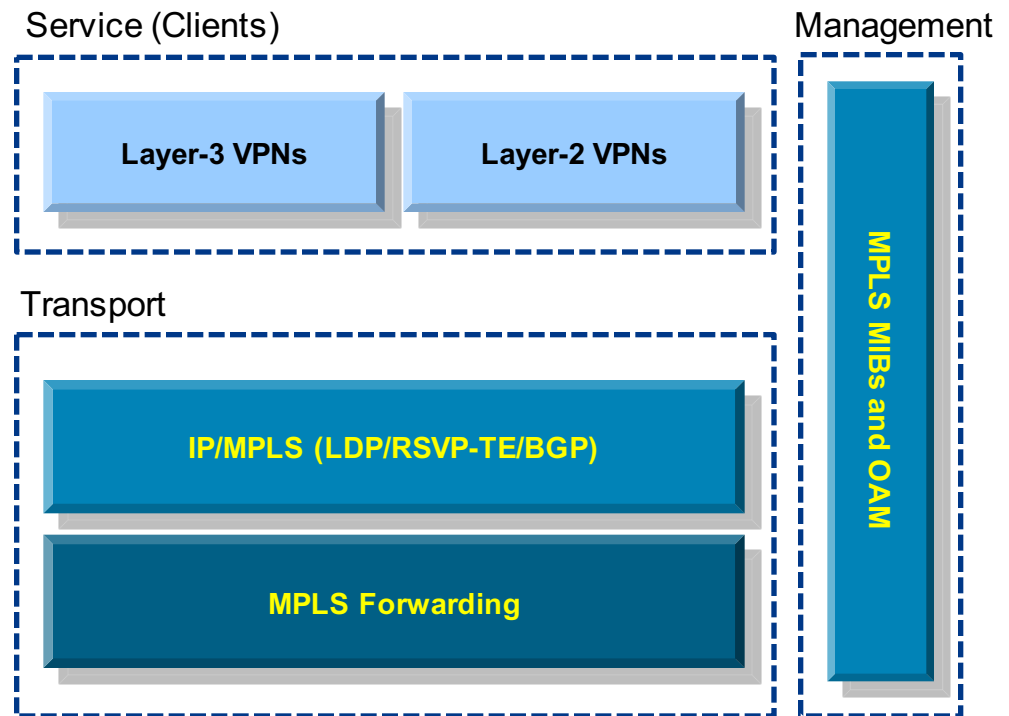 Service (Clients)
Management
Layer-3 VPNs
Layer-2 VPNs
MPLS MIBs and OAM
Transport
IP/MPLS (LDP/RSVP-TE/BGP)
MPLS Forwarding